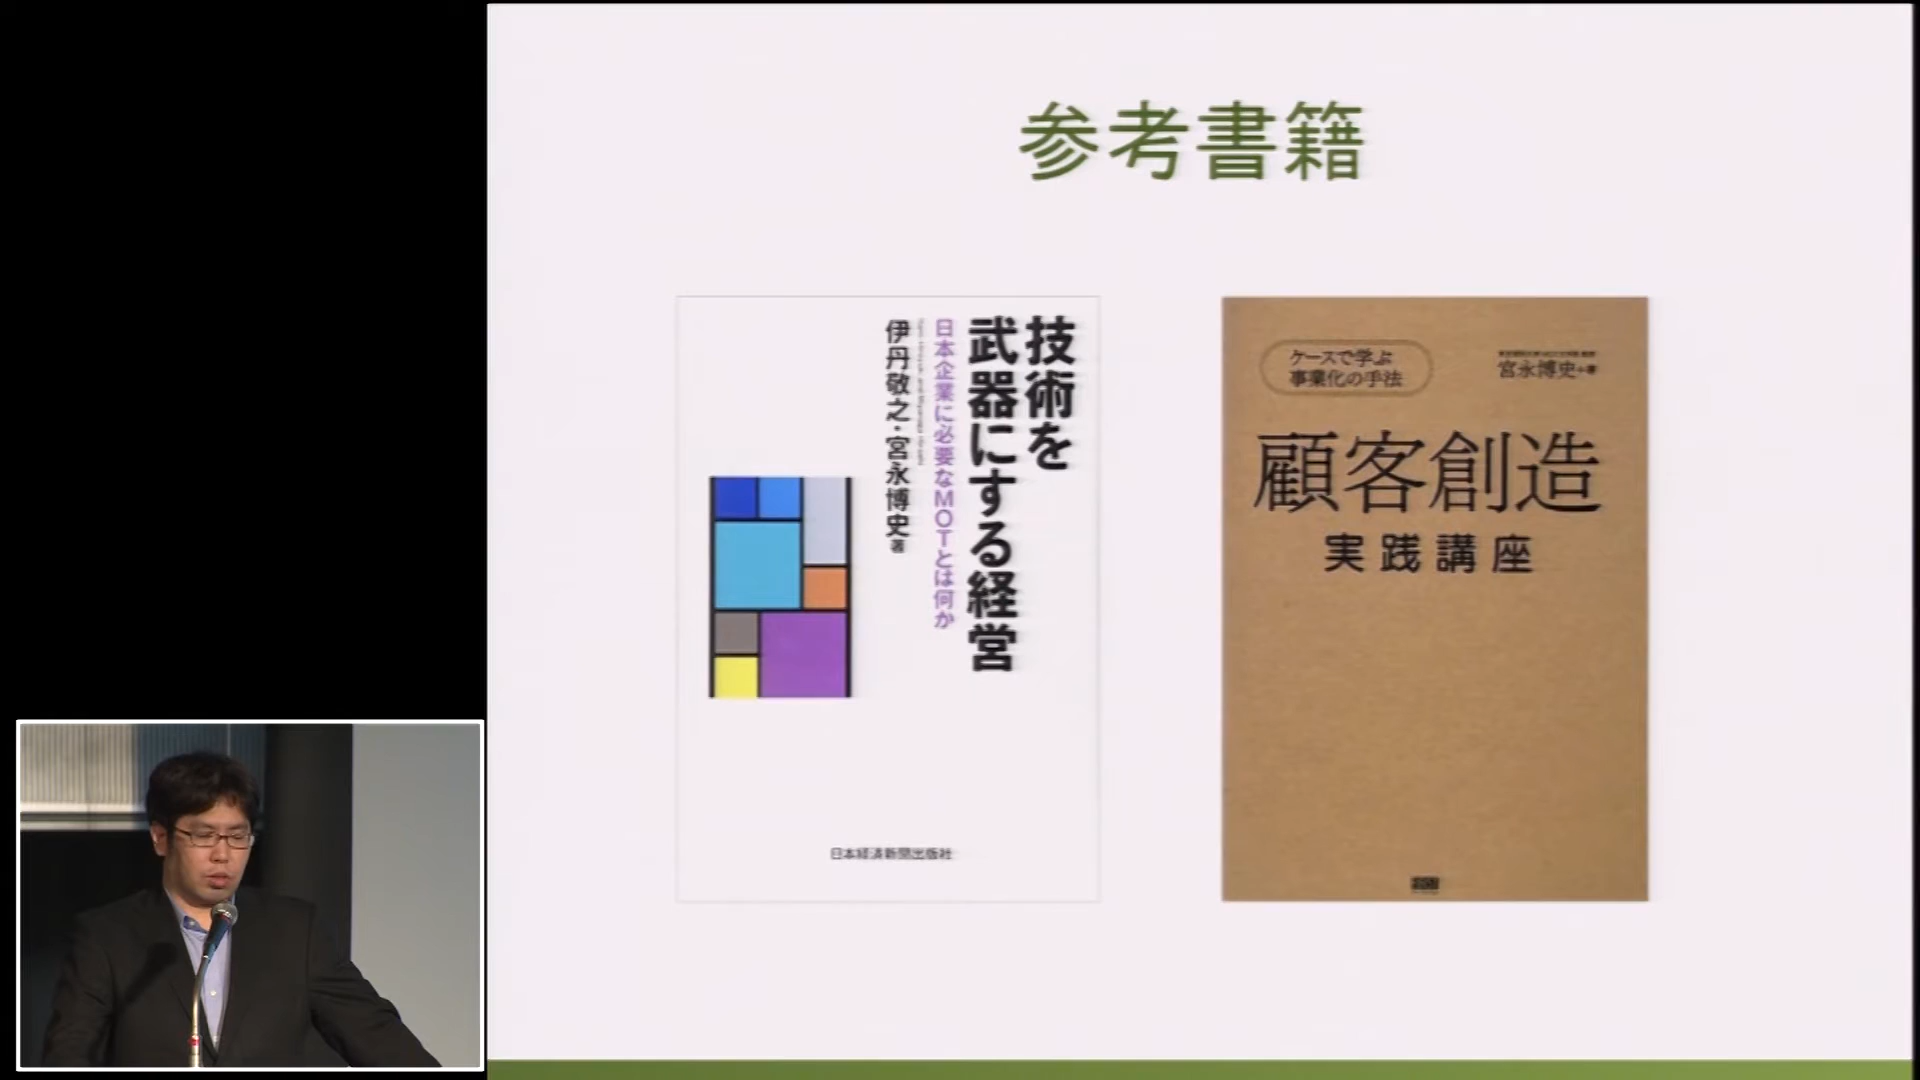 参考書籍
技術を
武器にする経営
日本企業に必要なMOTとは何か
伊丹敬之・宮永博史 著
日本経済新聞出版社
ケースで学ぶ
事業化の手法
宮永博史＋著
顧客創造
実践講座